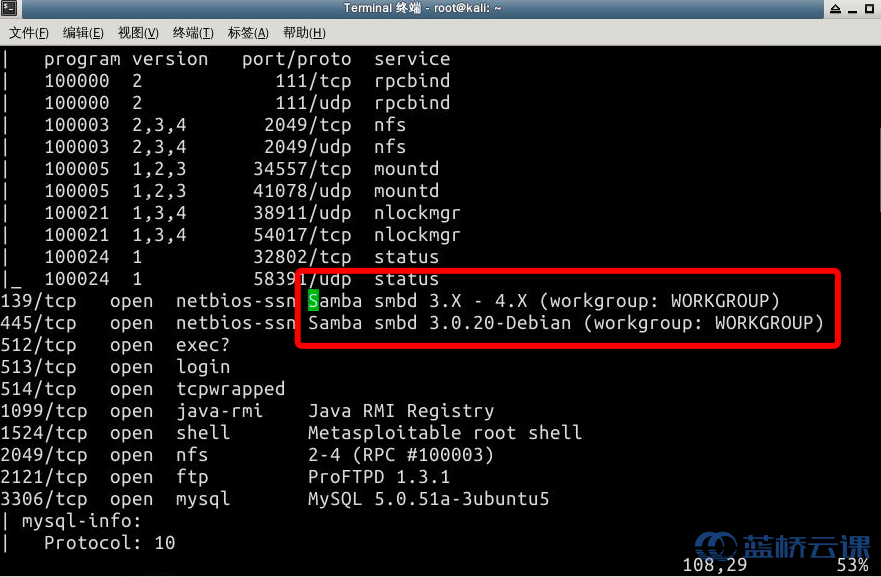 Terminal 终端 - root@kali: ~
文件(F) 编辑(E) 视图(V) 终端(T) 标签(A) 帮助(H)
|   program version   port/proto  service
|   100000  2            111/tcp  rpcbind
|   100000  2            111/udp  rpcbind
|   100003  2,3,4       2049/tcp  nfs
|   100003  2,3,4       2049/udp  nfs
|   100005  1,2,3      34557/tcp  mountd
|   100005  1,2,3      41078/udp  mountd
|   100021  1,3,4      38911/udp  nlockmgr
|   100021  1,3,4      54017/tcp  nlockmgr
|   100024  1          32802/tcp  status
|_  100024  1          58391/udp  status
139/tcp   open  netbios-ssn Samba smbd 3.X - 4.X (workgroup: WORKGROUP)
445/tcp   open  netbios-ssn Samba smbd 3.0.20-Debian (workgroup: WORKGROUP)
512/tcp   open  exec?
513/tcp   open  login
514/tcp   open  tcpwrapped
1099/tcp  open  java-rmi    Java RMI Registry
1524/tcp  open  shell       Metasploitable root shell
2049/tcp  open  nfs         2-4 (RPC #100003)
2121/tcp  open  ftp         ProFTPD 1.3.1
3306/tcp  open  mysql       MySQL 5.0.51a-3ubuntu5
| mysql-info:
|   Protocol: 10
蓝桥云课
108,29 53%